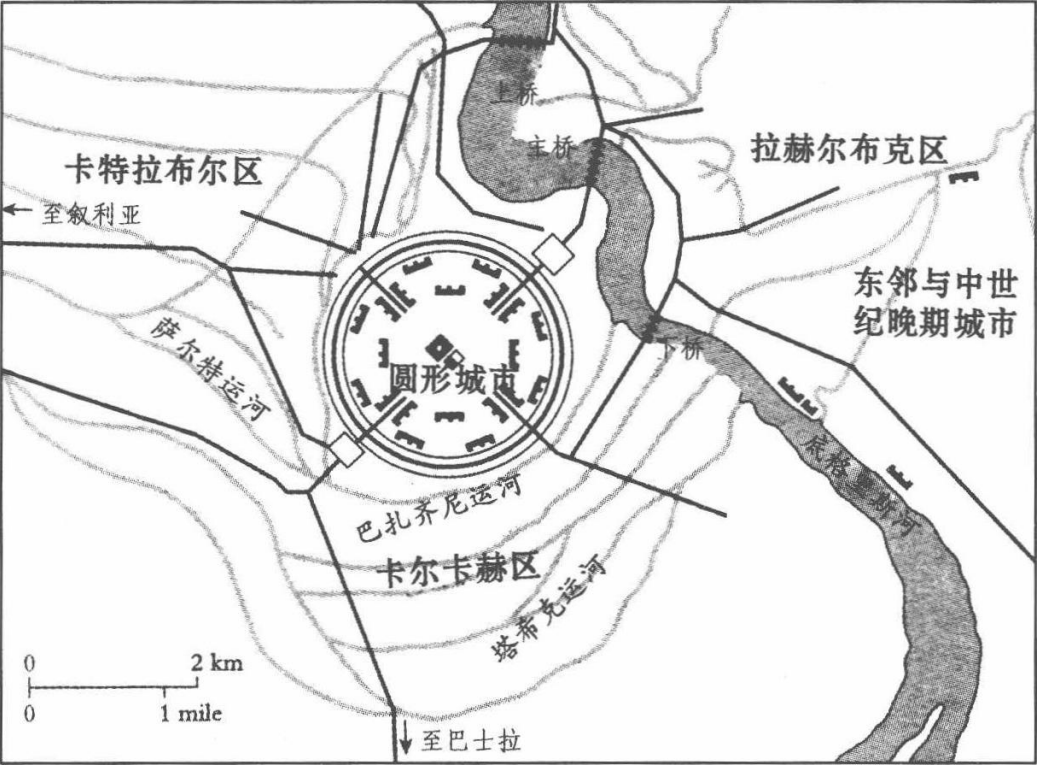 上桥
主桥
拉赫尔布克区
卡特拉布尔区
至叙利亚
东邻与中世
纪晚期城市
萨尔特运河
下桥
圆形城市
底格里斯河
巴扎齐尼运河
卡尔卡赫区
塔希克运河
0 2 km
0 1 mile
至巴士拉